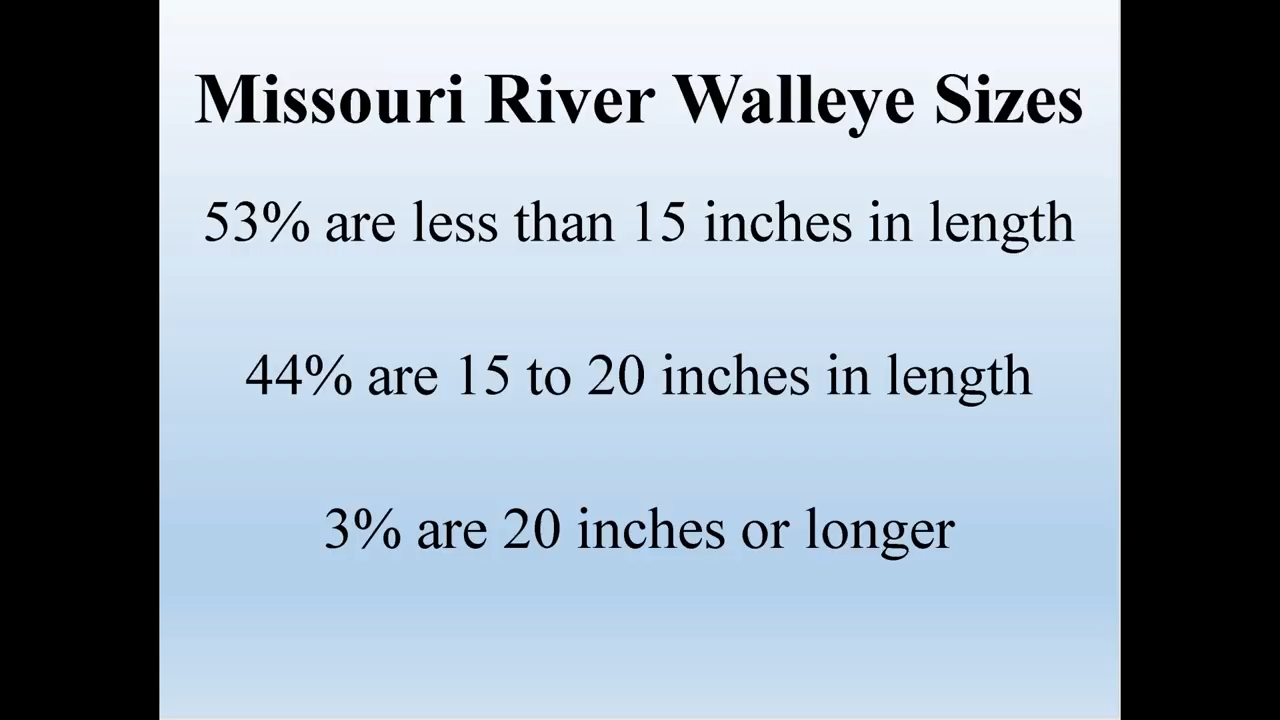 Missouri River Walleye Sizes
53% are less than 15 inches in length
44% are 15 to 20 inches in length
3% are 20 inches or longer